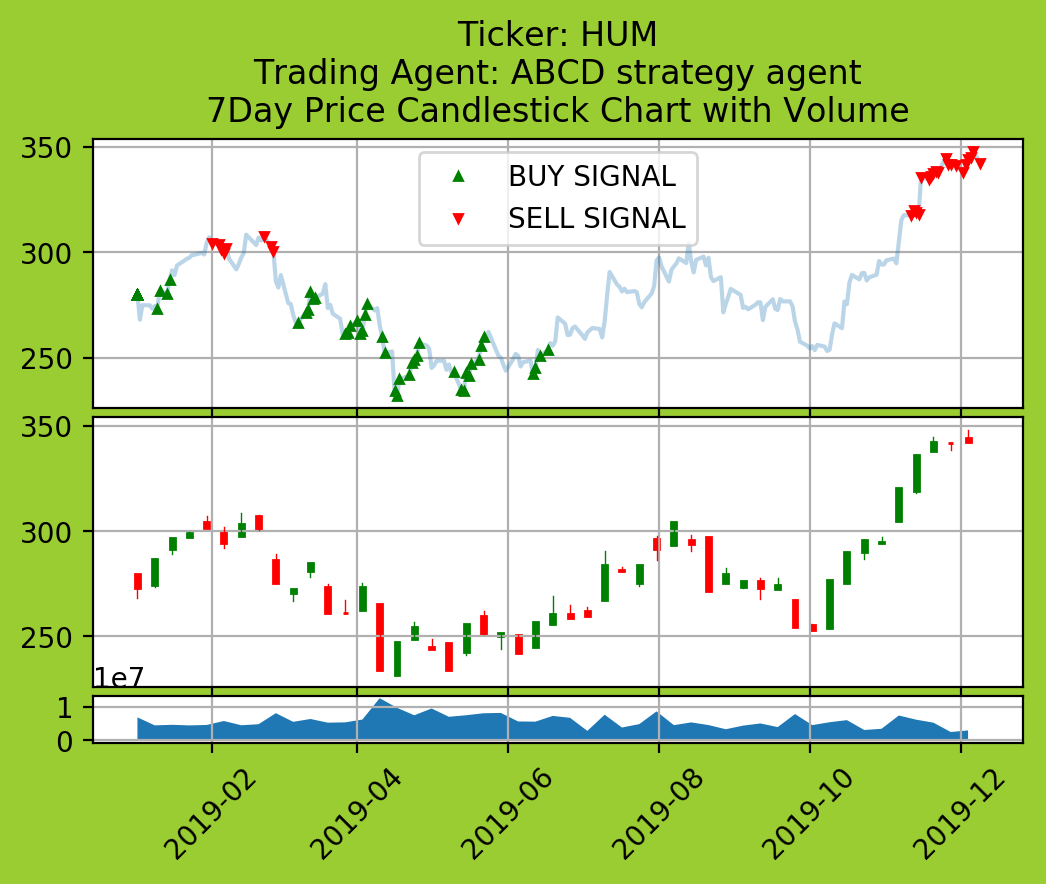 Ticker: HUM
Trading Agent: ABCD strategy agent
7Day Price Candlestick Chart with Volume
350
300
250
BUY SIGNAL
SELL SIGNAL
350
300
250
1e7
1
0
2019-02
2019-04
2019-06
2019-08
2019-10
2019-12